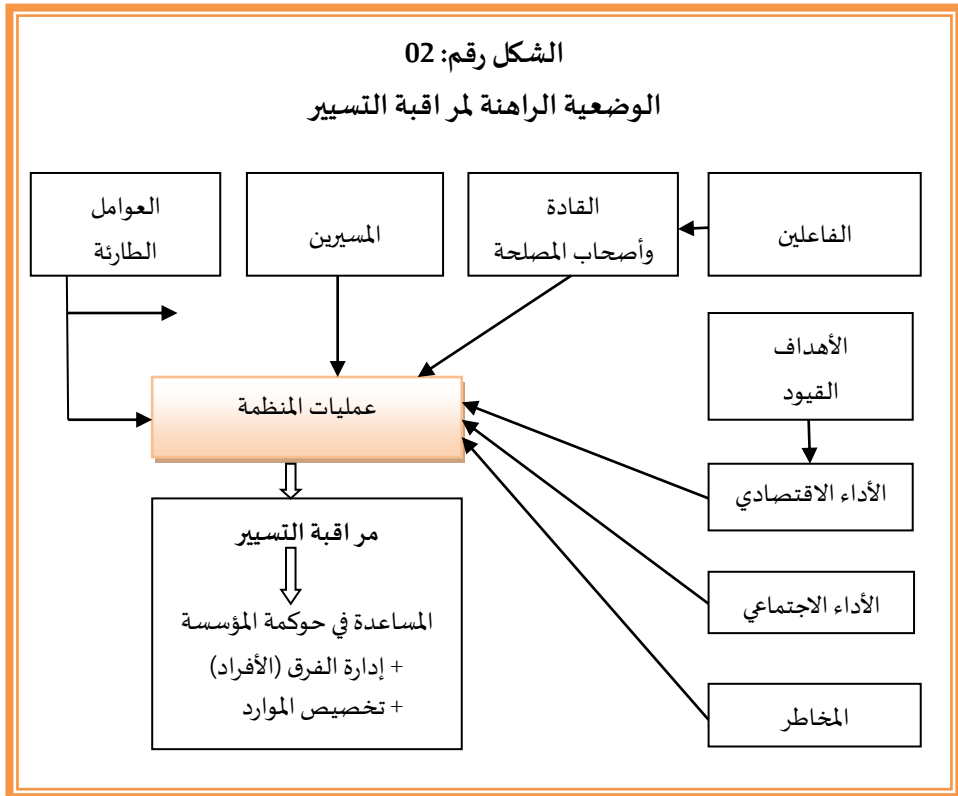 الشكل رقم: 02
الوضعية الراهنة لمراقبة التسيير
الفاعلين
القادة
وأصحاب المصلحة
المسيرين
العوامل
الطارئة
الأهداف
القيود
عمليات المنظمة
الأداء الاقتصادي
مراقبة التسيير
المساعدة في حوكمة المؤسسة
+ إدارة الفرق (الأفراد)
+ تخصيص الموارد
الأداء الاجتماعي
المخاطر